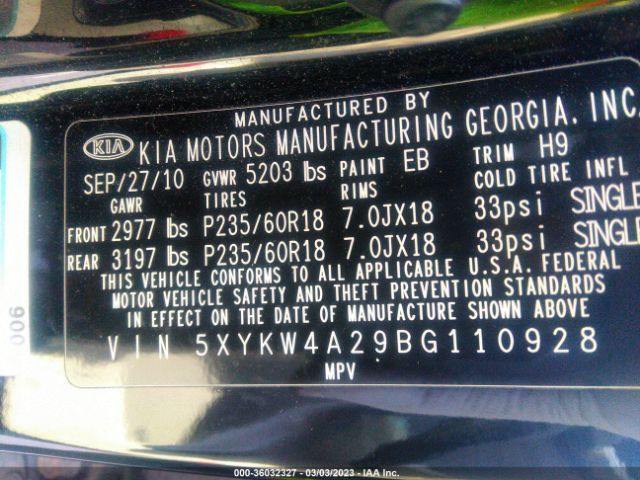 MANUFACTURED BY
KIA KIA MOTORS MANUFACTURING GEORGIA, INC.
SEP/27/10 GVWR 5203 lbs PAINT EB TRIM H9
GAWR TIRES RIMS COLD TIRE INFL
FRONT 2977 lbs P235/60R18 7.0JX18 33psi SINGLE
REAR 3197 lbs P235/60R18 7.0JX18 33psi SINGLE
THIS VEHICLE CONFORMS TO ALL APPLICABLE U.S.A. FEDERAL
MOTOR VEHICLE SAFETY AND THEFT PREVENTION STANDARDS
IN EFFECT ON THE DATE OF MANUFACTURE SHOWN ABOVE
VIN 5XYKW4A29BG110928
MPV
006
000-36032327 - 03/03/2023 - IAA Inc.